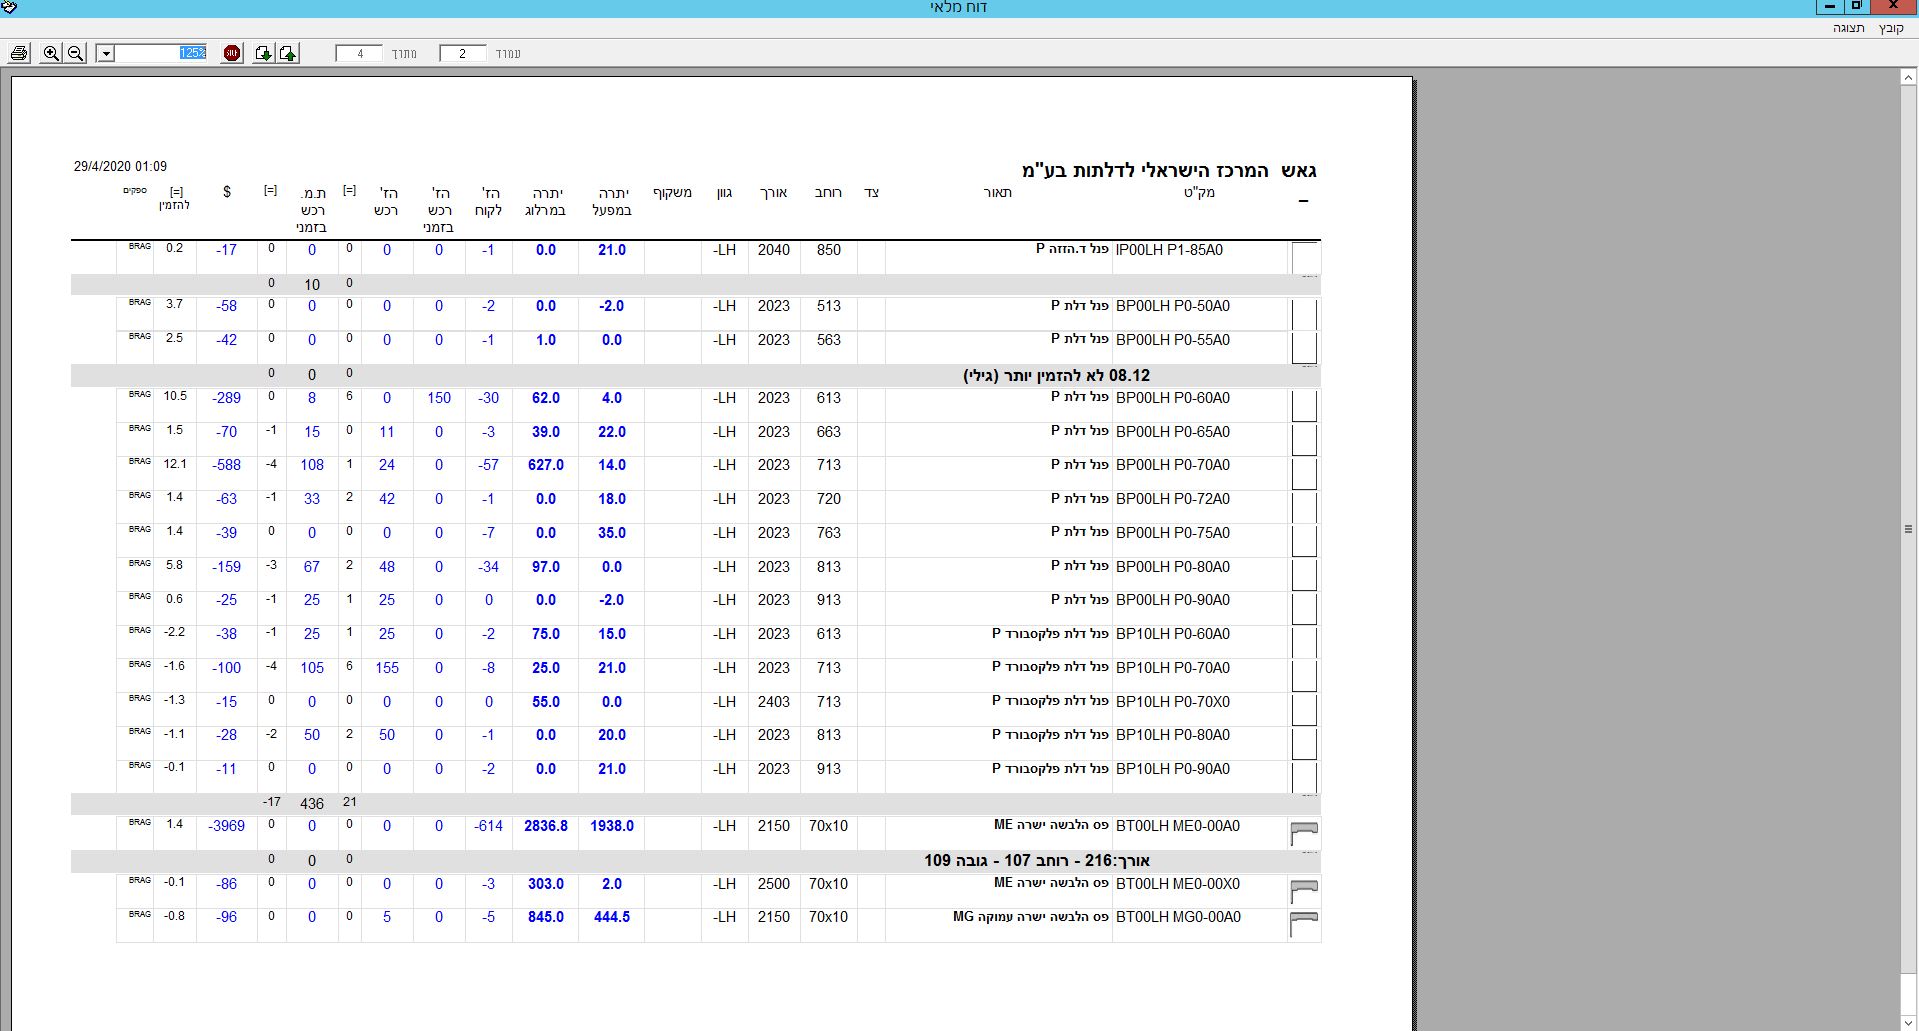 דוח מלאי
קובץ תצוגה
עמוד 2 מתוך 4 125%
29/4/2020 01:09
גאש המרכז הישראלי לדלתות בע"מ
_ מק"ט תאור צד רוחב אורך גוון משקוף יתרה במפעל יתרה במרלוג הז' לקוח הז' רכש בזמני הז' רכש [=] ת.מ. רכש בזמני [=] $ [=] להזמין ספקים
IP00LH P1-85A0 פנל ד.הזזה P 850 2040 -LH 21.0 0.0 -1 0 0 0 0 0 -17 0.2 BRAG
0 10 0
BP00LH P0-50A0 פנל דלת P 513 2023 -LH -2.0 0.0 -2 0 0 0 0 0 -58 3.7 BRAG
BP00LH P0-55A0 פנל דלת P 563 2023 -LH 0.0 1.0 -1 0 0 0 0 0 -42 2.5 BRAG
08.12 לא להזמין יותר (גילי) 0 0 0
BP00LH P0-60A0 פנל דלת P 613 2023 -LH 4.0 62.0 -30 150 0 6 8 0 -289 10.5 BRAG
BP00LH P0-65A0 פנל דלת P 663 2023 -LH 22.0 39.0 -3 0 11 0 15 -1 -70 1.5 BRAG
BP00LH P0-70A0 פנל דלת P 713 2023 -LH 14.0 627.0 -57 0 24 1 108 -4 -588 12.1 BRAG
BP00LH P0-72A0 פנל דלת P 720 2023 -LH 18.0 0.0 -1 0 42 2 33 -1 -63 1.4 BRAG
BP00LH P0-75A0 פנל דלת P 763 2023 -LH 35.0 0.0 -7 0 0 0 0 0 -39 1.4 BRAG
BP00LH P0-80A0 פנל דלת P 813 2023 -LH 0.0 97.0 -34 0 48 2 67 -3 -159 5.8 BRAG
BP00LH P0-90A0 פנל דלת P 913 2023 -LH -2.0 0.0 0 0 25 1 25 -1 -25 0.6 BRAG
BP10LH P0-60A0 פנל דלת פלקסבורד P 613 2023 -LH 15.0 75.0 -2 0 25 1 25 -1 -38 -2.2 BRAG
BP10LH P0-70A0 פנל דלת פלקסבורד P 713 2023 -LH 21.0 25.0 -8 0 155 6 105 -4 -100 -1.6 BRAG
BP10LH P0-70X0 פנל דלת פלקסבורד P 713 2403 -LH 0.0 55.0 0 0 0 0 0 0 -15 -1.3 BRAG
BP10LH P0-80A0 פנל דלת פלקסבורד P 813 2023 -LH 20.0 0.0 -1 0 50 2 50 -2 -28 -1.1 BRAG
BP10LH P0-90A0 פנל דלת פלקסבורד P 913 2023 -LH 21.0 0.0 -2 0 0 0 0 0 -11 -0.1 BRAG
21 436 -17
BT00LH ME0-00A0 פס הלבשה ישרה ME 70x10 2150 -LH 1938.0 2836.8 -614 0 0 0 0 0 -3969 1.4 BRAG
אורך:216 - רוחב 107 - גובה 109 0 0 0
BT00LH ME0-00X0 פס הלבשה ישרה ME 70x10 2500 -LH 2.0 303.0 -3 0 0 0 0 0 -86 -0.1 BRAG
BT00LH MG0-00A0 פס הלבשה ישרה עמוקה MG 70x10 2150 -LH 444.5 845.0 -5 0 5 0 0 0 -96 -0.8 BRAG